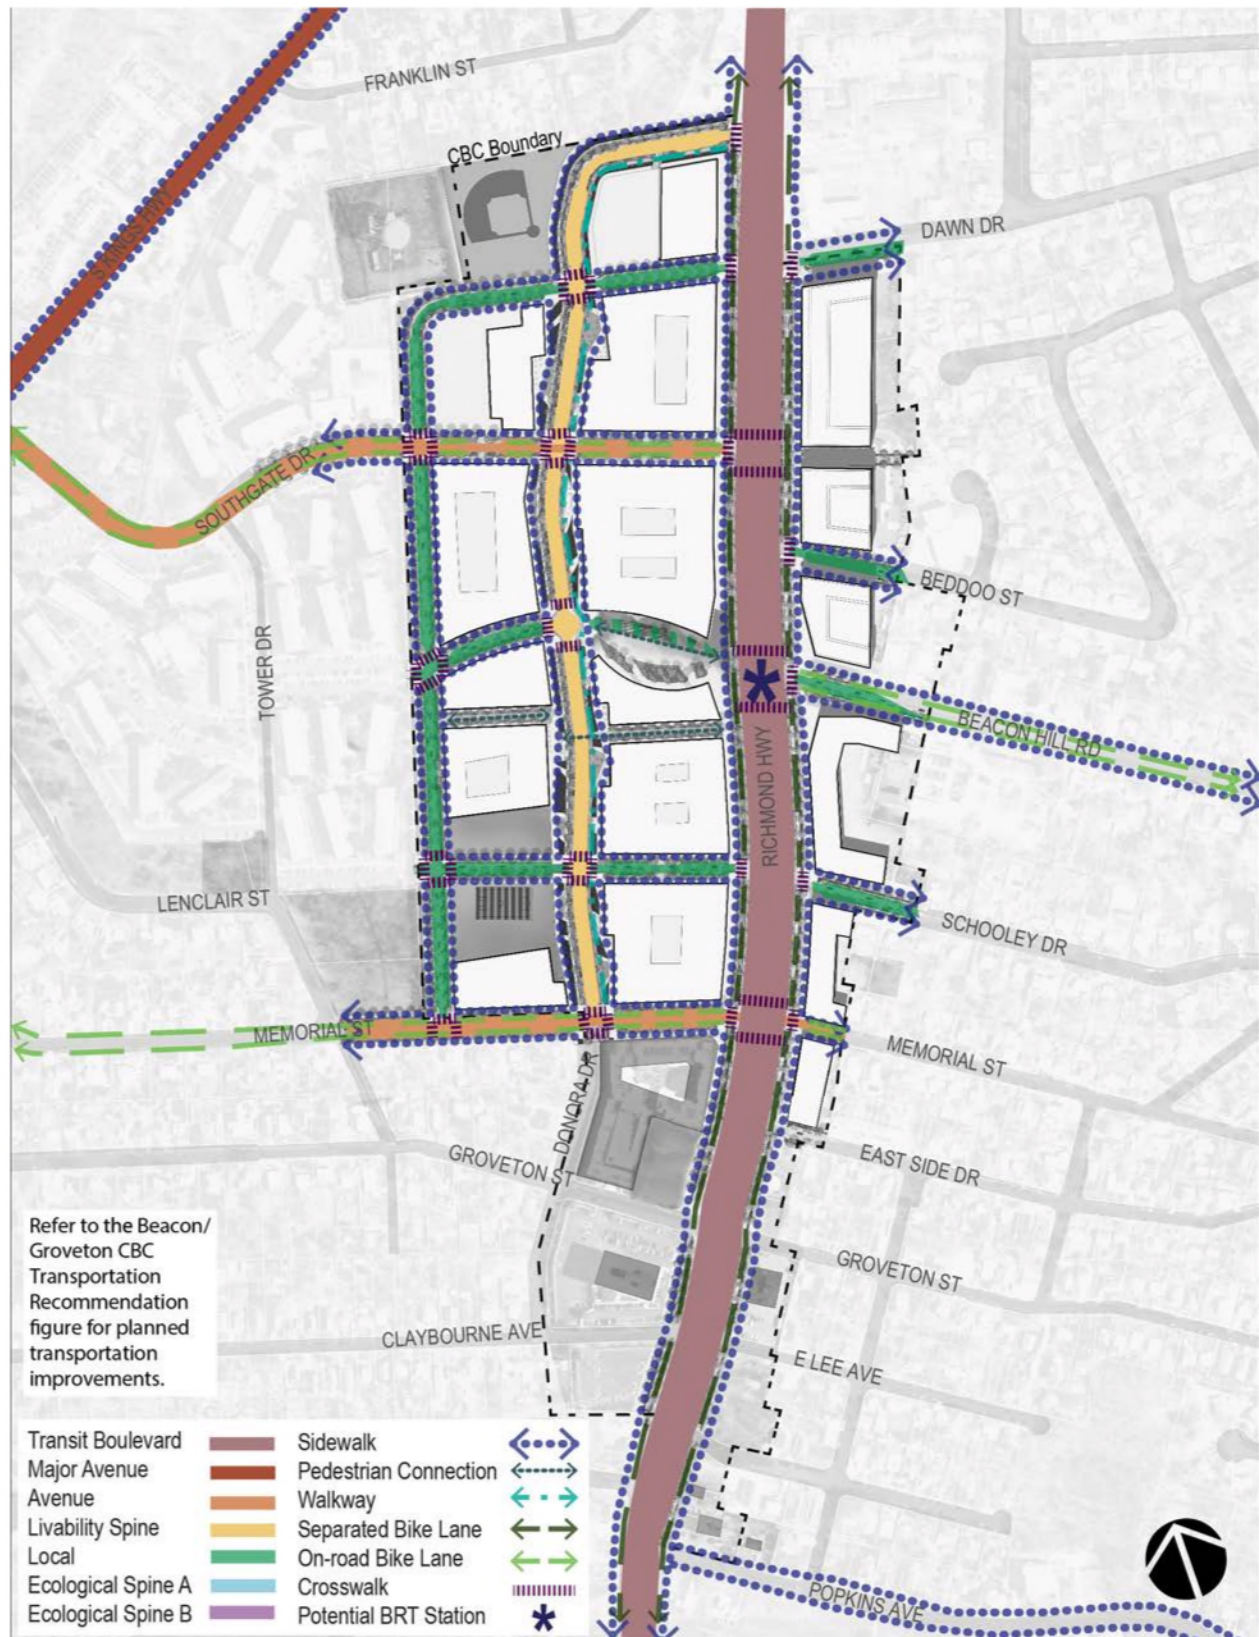 FRANKLIN ST
CBC Boundary
S KINGS HWY
DAWN DR
SOUTHGATE DR
BEDDOO ST
TOWER DR
BEACON HILL RD
RICHMOND HWY
LENCLAIR ST
SCHOOLEY DR
MEMORIAL ST
MEMORIAL ST
DONORA DR
GROVETON ST
EAST SIDE DR
GROVETON ST
CLAYBOURNE AVE
E LEE AVE
POPKINS AVE
Refer to the Beacon/
Groveton CBC
Transportation
Recommendation
figure for planned
transportation
improvements.
Transit Boulevard
Major Avenue
Avenue
Livability Spine
Local
Ecological Spine A
Ecological Spine B
Sidewalk
Pedestrian Connection
Walkway
Separated Bike Lane
On-road Bike Lane
Crosswalk
Potential BRT Station